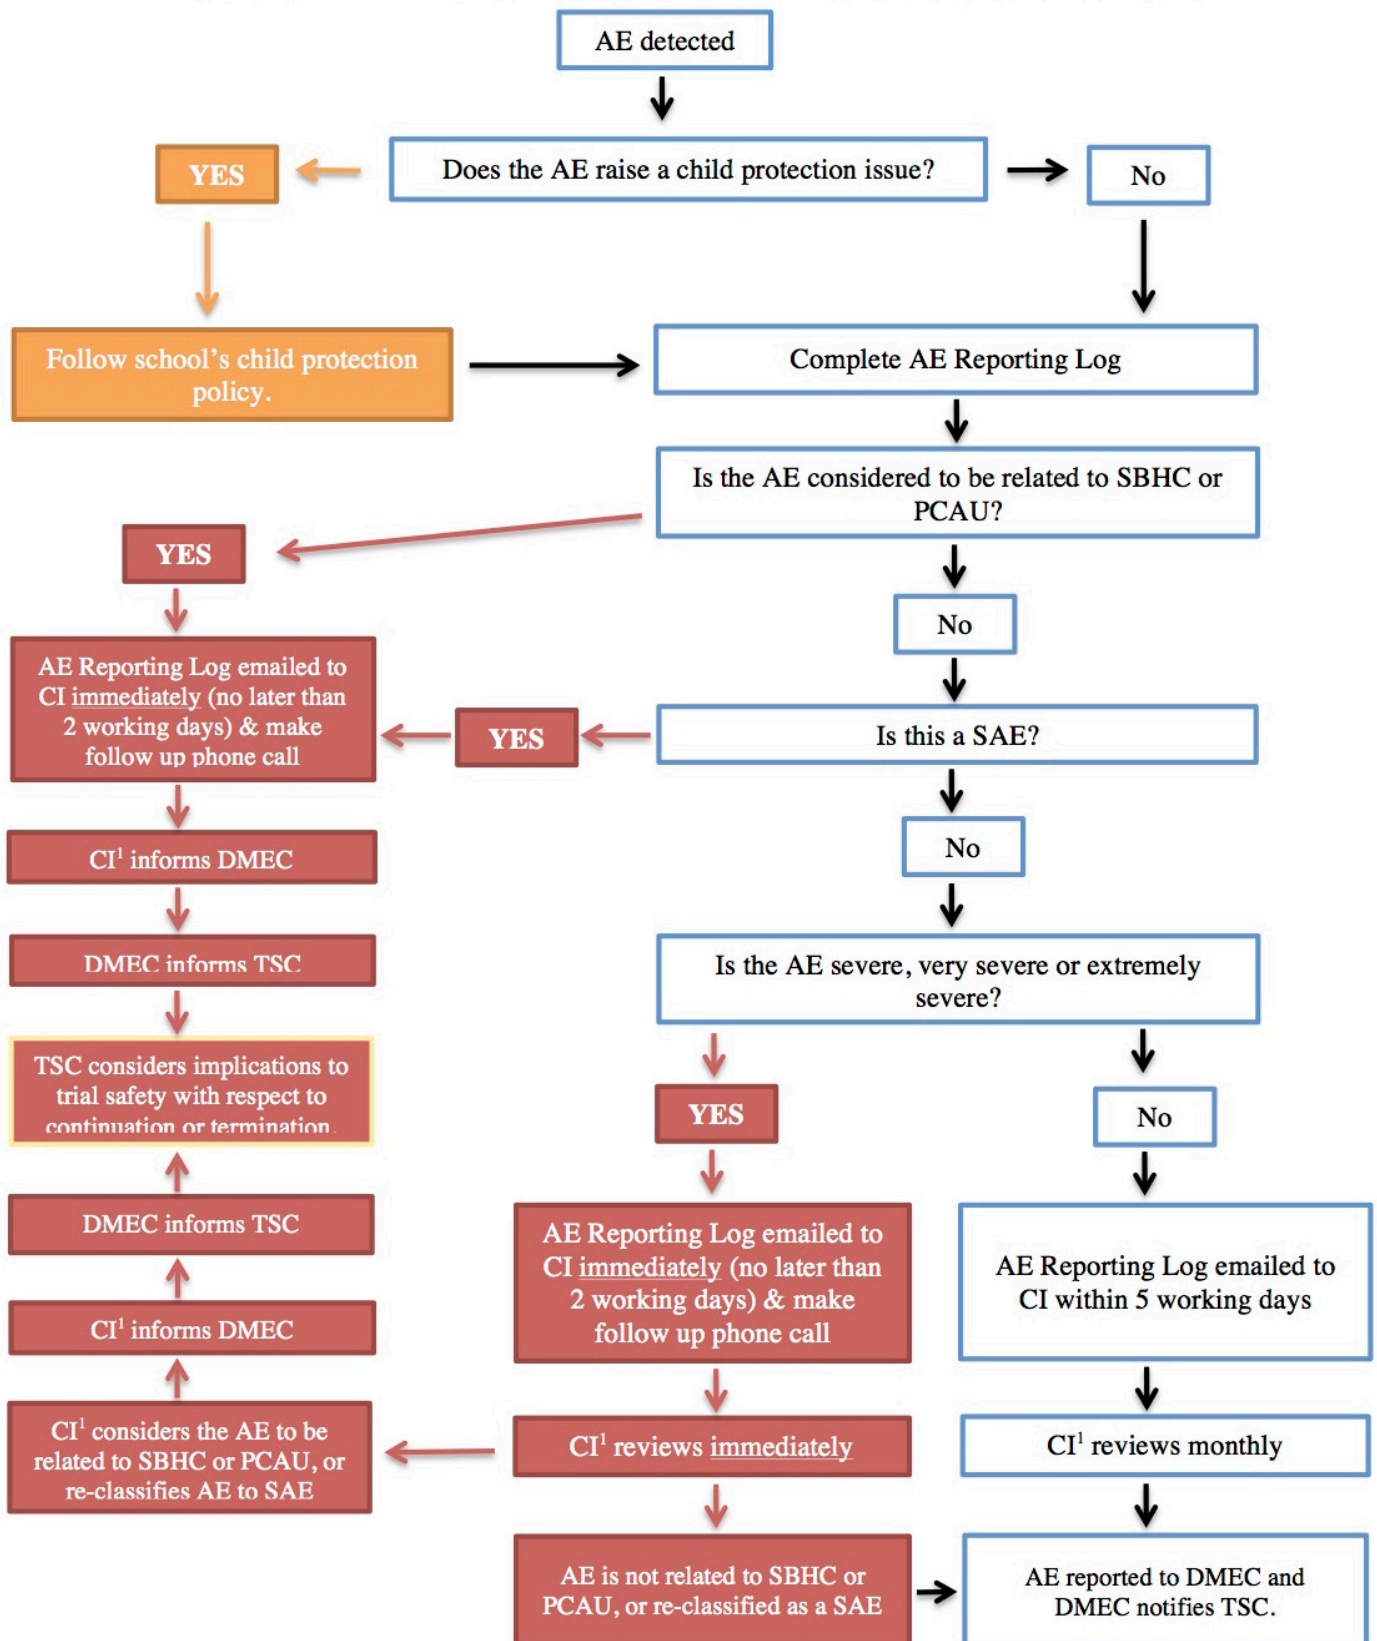 AE detected
Does the AE raise a child protection issue?
YES
No
Follow school's child protection
policy.
Complete AE Reporting Log
Is the AE considered to be related to SBHC or
PCAU?
YES
No
AE Reporting Log emailed to
CI immediately (no later than
2 working days) & make
follow up phone call
YES
Is this a SAE?
CI¹ informs DMEC
No
DMEC informs TSC
Is the AE severe, very severe or extremely
severe?
TSC considers implications to
trial safety with respect to
continuation or termination.
YES
No
DMEC informs TSC
AE Reporting Log emailed to
CI immediately (no later than
2 working days) & make
follow up phone call
AE Reporting Log emailed to
CI within 5 working days
CI¹ informs DMEC
CI¹ considers the AE to be
related to SBHC or PCAU, or
re-classifies AE to SAE
CI¹ reviews immediately
CI¹ reviews monthly
AE is not related to SBHC or
PCAU, or re-classified as a SAE
AE reported to DMEC and
DMEC notifies TSC.